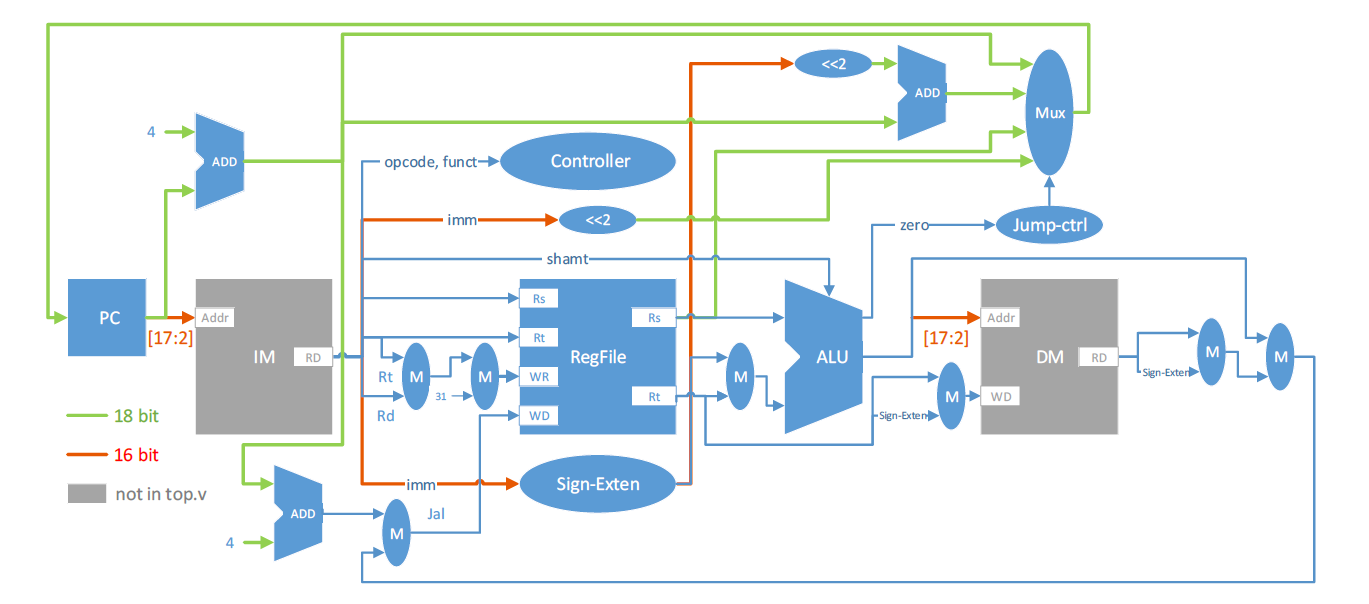 <<2
ADD
Mux
4
ADD
opcode, funct
Controller
imm
<<2
zero
Jump-ctrl
shamt
PC
[17:2]
Addr
IM
RD
Rs
Rt
WR
WD
RegFile
Rs
Rt
Rt
Rd
M
31
M
M
ALU
[17:2]
Addr
DM
RD
WD
Sign-Exten
M
Sign-Exten
M
M
18 bit
16 bit
not in top.v
imm
Sign-Exten
ADD
4
M
Jal